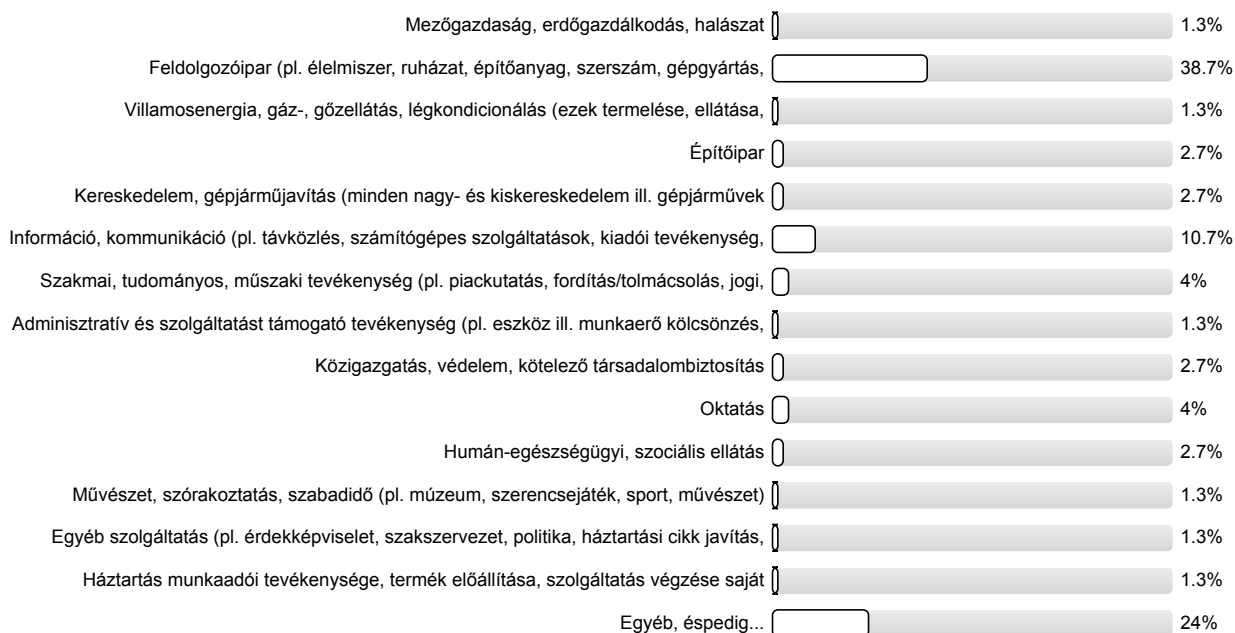 Mezőgazdaság, erdőgazdálkodás, halászat 1.3%
Feldolgozóipar (pl. élelmiszer, ruházat, építőanyag, szerszám, gépgyártás, 38.7%
Villamosenergia, gáz-, gőzellátás, légkondicionálás (ezek termelése, ellátása, 1.3%
Építőipar 2.7%
Kereskedelem, gépjárműjavítás (minden nagy- és kiskereskedelem ill. gépjárművek 2.7%
Információ, kommunikáció (pl. távközlés, számítógépes szolgáltatások, kiadói tevékenység, 10.7%
Szakmai, tudományos, műszaki tevékenység (pl. piackutatás, fordítás/tolmácsolás, jogi, 4%
Adminisztratív és szolgáltatást támogató tevékenység (pl. eszköz ill. munkaerő kölcsönzés, 1.3%
Közigazgatás, védelem, kötelező társadalombiztosítás 2.7%
Oktatás 4%
Humán-egészségügyi, szociális ellátás 2.7%
Művészet, szórakoztatás, szabadidő (pl. múzeum, szerencsejáték, sport, művészet) 1.3%
Egyéb szolgáltatás (pl. érdekképviselet, szakszervezet, politika, háztartási cikk javítás, 1.3%
Háztartás munkaadói tevékenysége, termék előállítása, szolgáltatás végzése saját 1.3%
Egyéb, éspedig... 24%